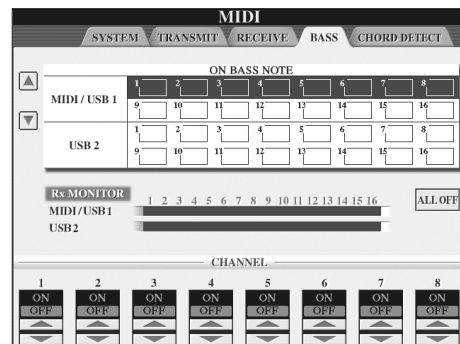 MIDI
SYSTEM TRANSMIT RECEIVE BASS CHORD DETECT
ON BASS NOTE
MIDI / USB 1
1 2 3 4 5 6 7 8
9 10 11 12 13 14 15 16
USB 2
1 2 3 4 5 6 7 8
9 10 11 12 13 14 15 16
Rx MONITOR
1 2 3 4 5 6 7 8 9 10 11 12 13 14 15 16
ALL OFF
MIDI / USB 1
USB 2
CHANNEL
1 2 3 4 5 6 7 8
ON ON ON ON ON ON ON ON
OFF OFF OFF OFF OFF OFF OFF OFF